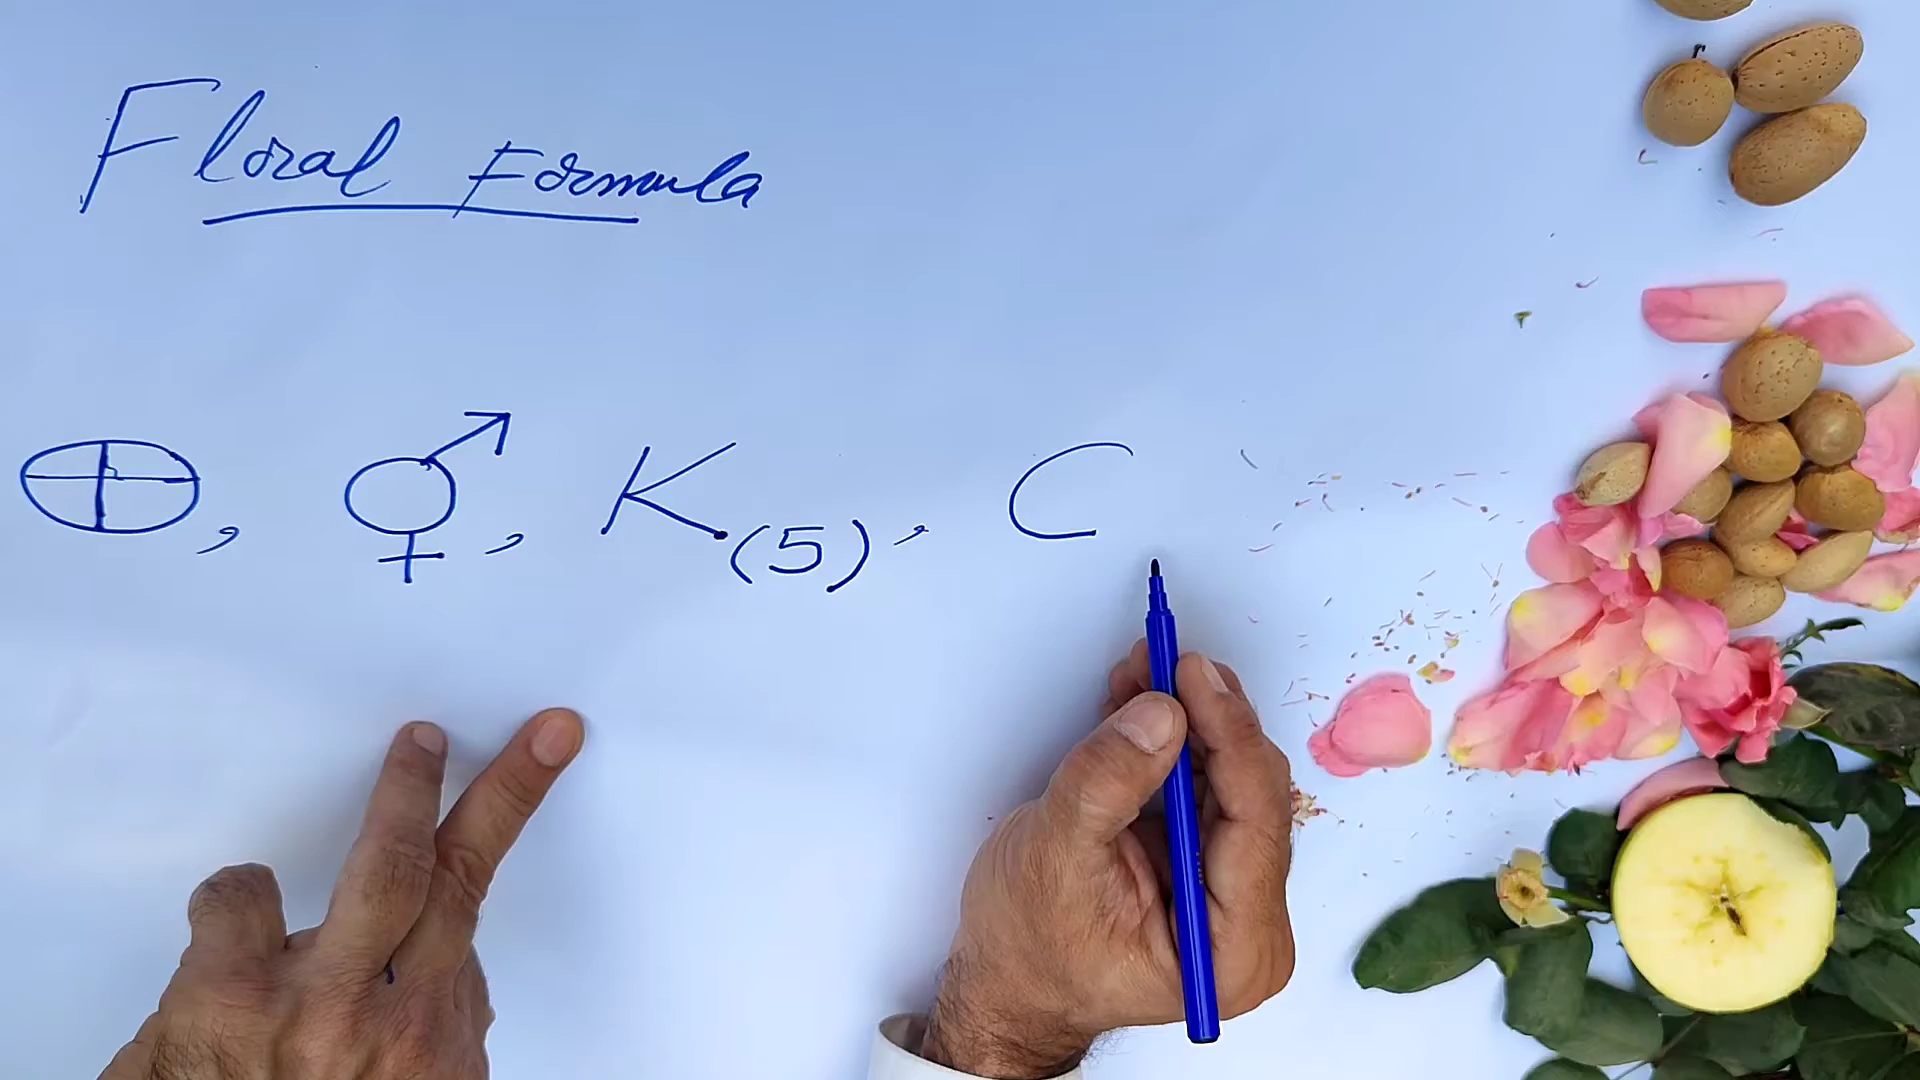 Floral Formula
⊕, ⚥, K(5), C